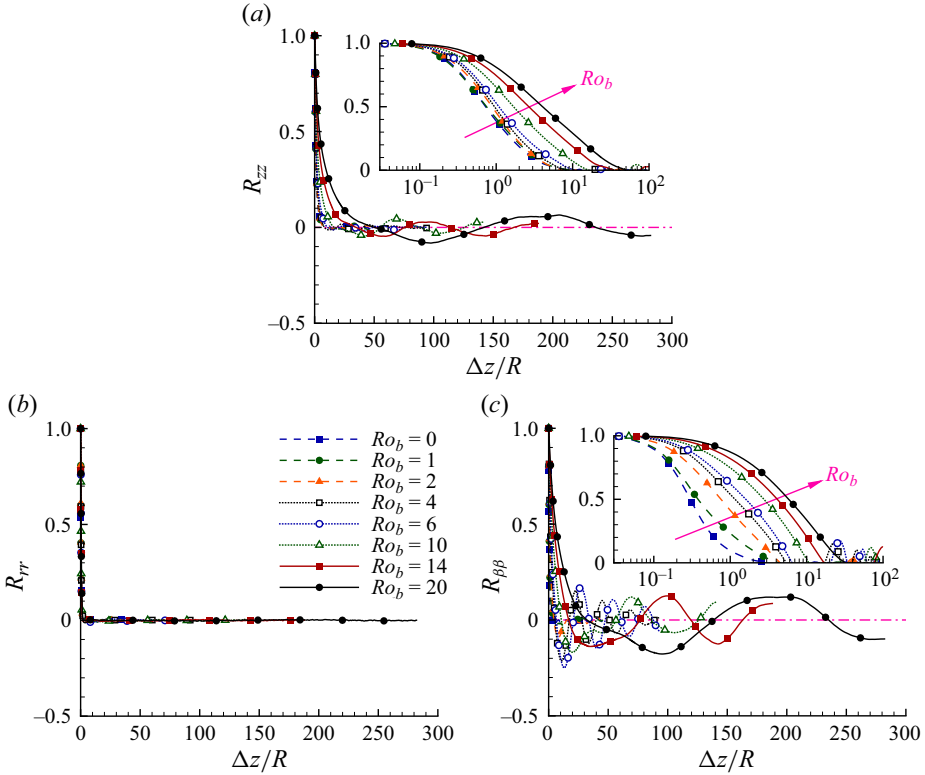 (a)
1.0
0.5
0
−0.5
R_zz
0 50 100 150 200 250 300
Δz/R
1.0
0.5
0
10^−1 10^0 10^1 10^2
Ro_b
(b)
1.0
0.5
0
−0.5
R_rr
0 50 100 150 200 250 300
Δz/R
Ro_b = 0
Ro_b = 1
Ro_b = 2
Ro_b = 4
Ro_b = 6
Ro_b = 10
Ro_b = 14
Ro_b = 20
(c)
1.0
0.5
0
−0.5
R_ββ
0 50 100 150 200 250 300
Δz/R
1.0
0.5
0
10^−1 10^0 10^1 10^2
Ro_b